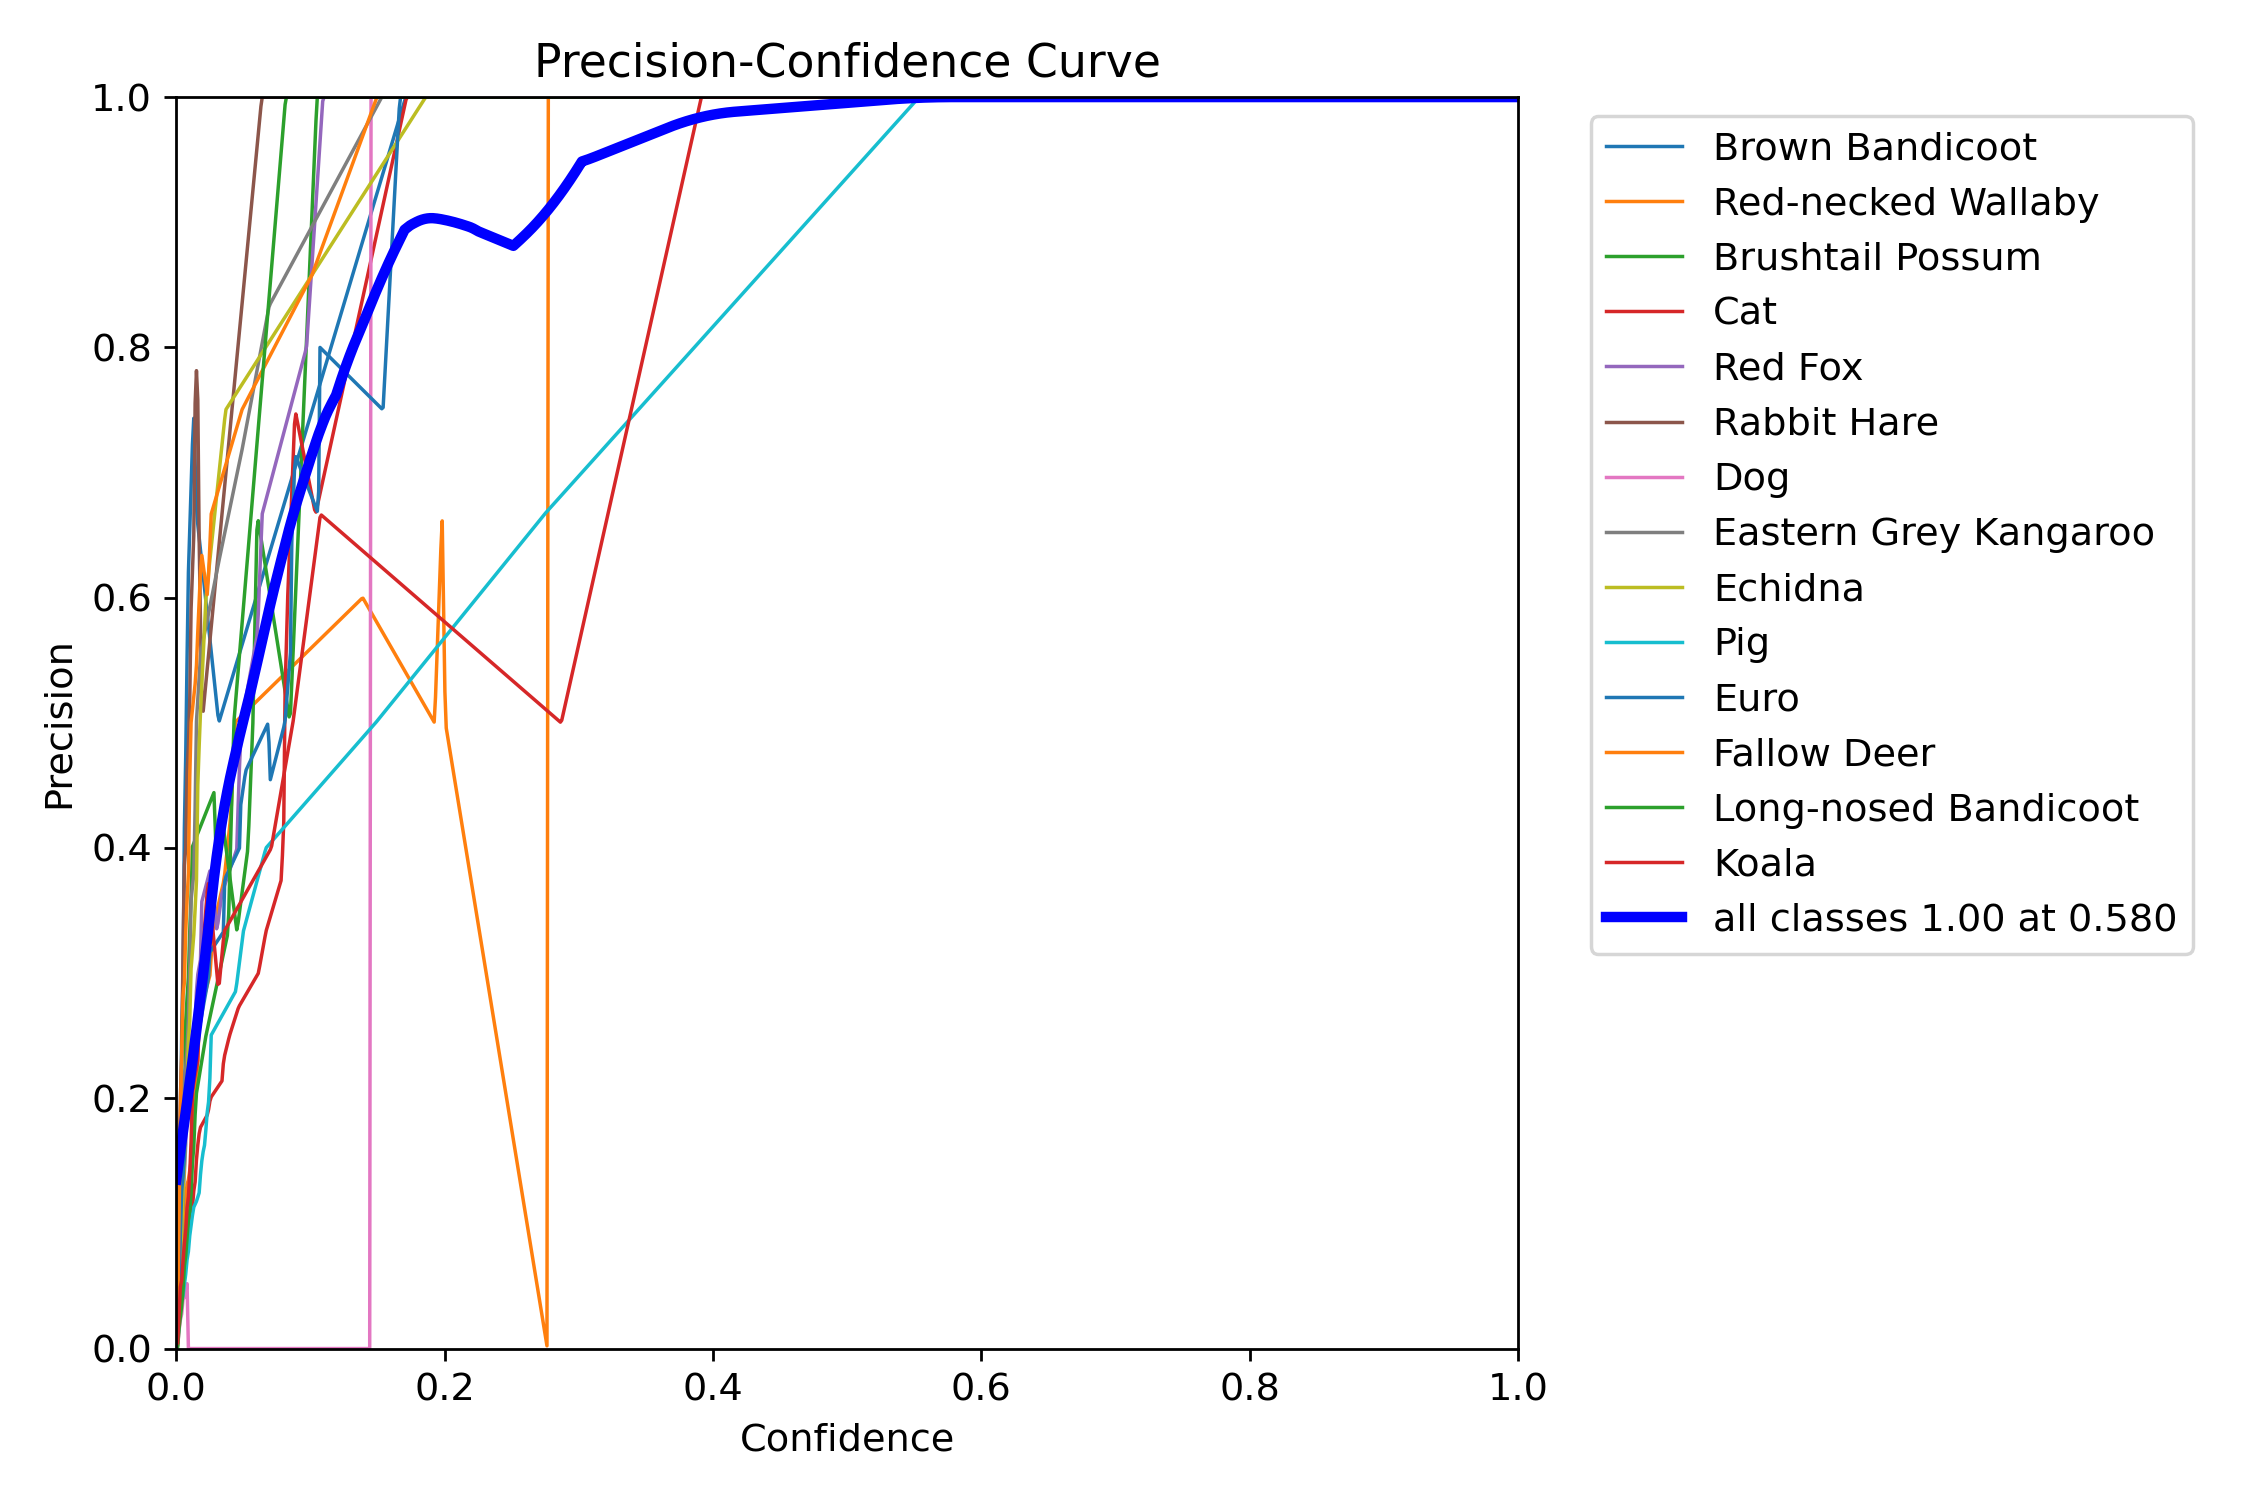 Precision-Confidence Curve
1.0
0.8
0.6
0.4
0.2
0.0
Precision
0.0 0.2 0.4 0.6 0.8 1.0
Confidence
Brown Bandicoot
Red-necked Wallaby
Brushtail Possum
Cat
Red Fox
Rabbit Hare
Dog
Eastern Grey Kangaroo
Echidna
Pig
Euro
Fallow Deer
Long-nosed Bandicoot
Koala
all classes 1.00 at 0.580